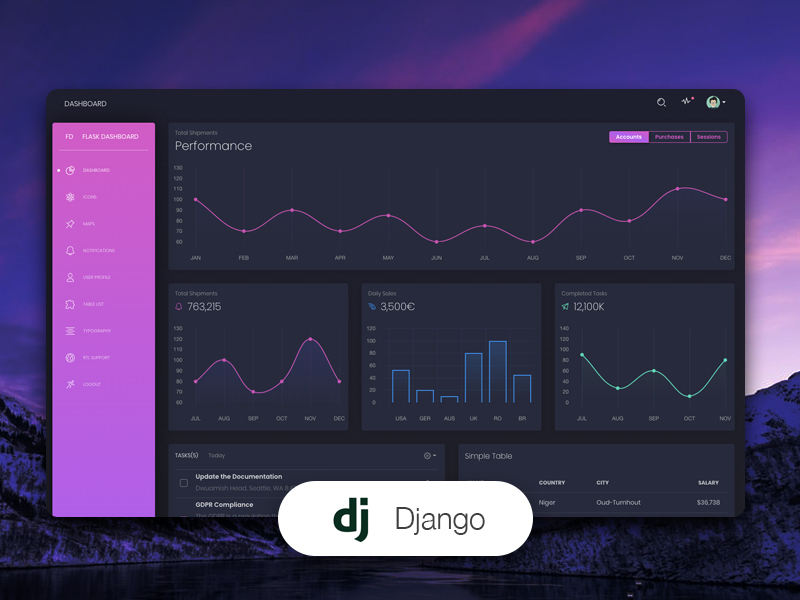 DASHBOARD
FD FLASK DASHBOARD
DASHBOARD
ICONS
MAPS
NOTIFICATIONS
USER PROFILE
TABLE LIST
TYPOGRAPHY
RTL SUPPORT
LOGOUT
Total Shipments
Performance
Accounts Purchases Sessions
130
120
110
100
90
80
70
60
JAN FEB MAR APR MAY JUN JUL AUG SEP OCT NOV DEC
Total Shipments
763,215
130
120
110
100
90
80
70
60
JUL AUG SEP OCT NOV DEC
Daily Sales
3,500€
120
100
80
60
40
20
0
USA GER AUS UK RO BR
Completed Tasks
12,100K
140
120
100
80
60
40
20
0
JUL AUG SEP OCT NOV
TASKS(5) Today
Update the Documentation
Dwuamish Head, Seattle, WA 8
GDPR Compliance
Simple Table
COUNTRY CITY SALARY
Niger Oud-Turnhout $36,738
dj Django